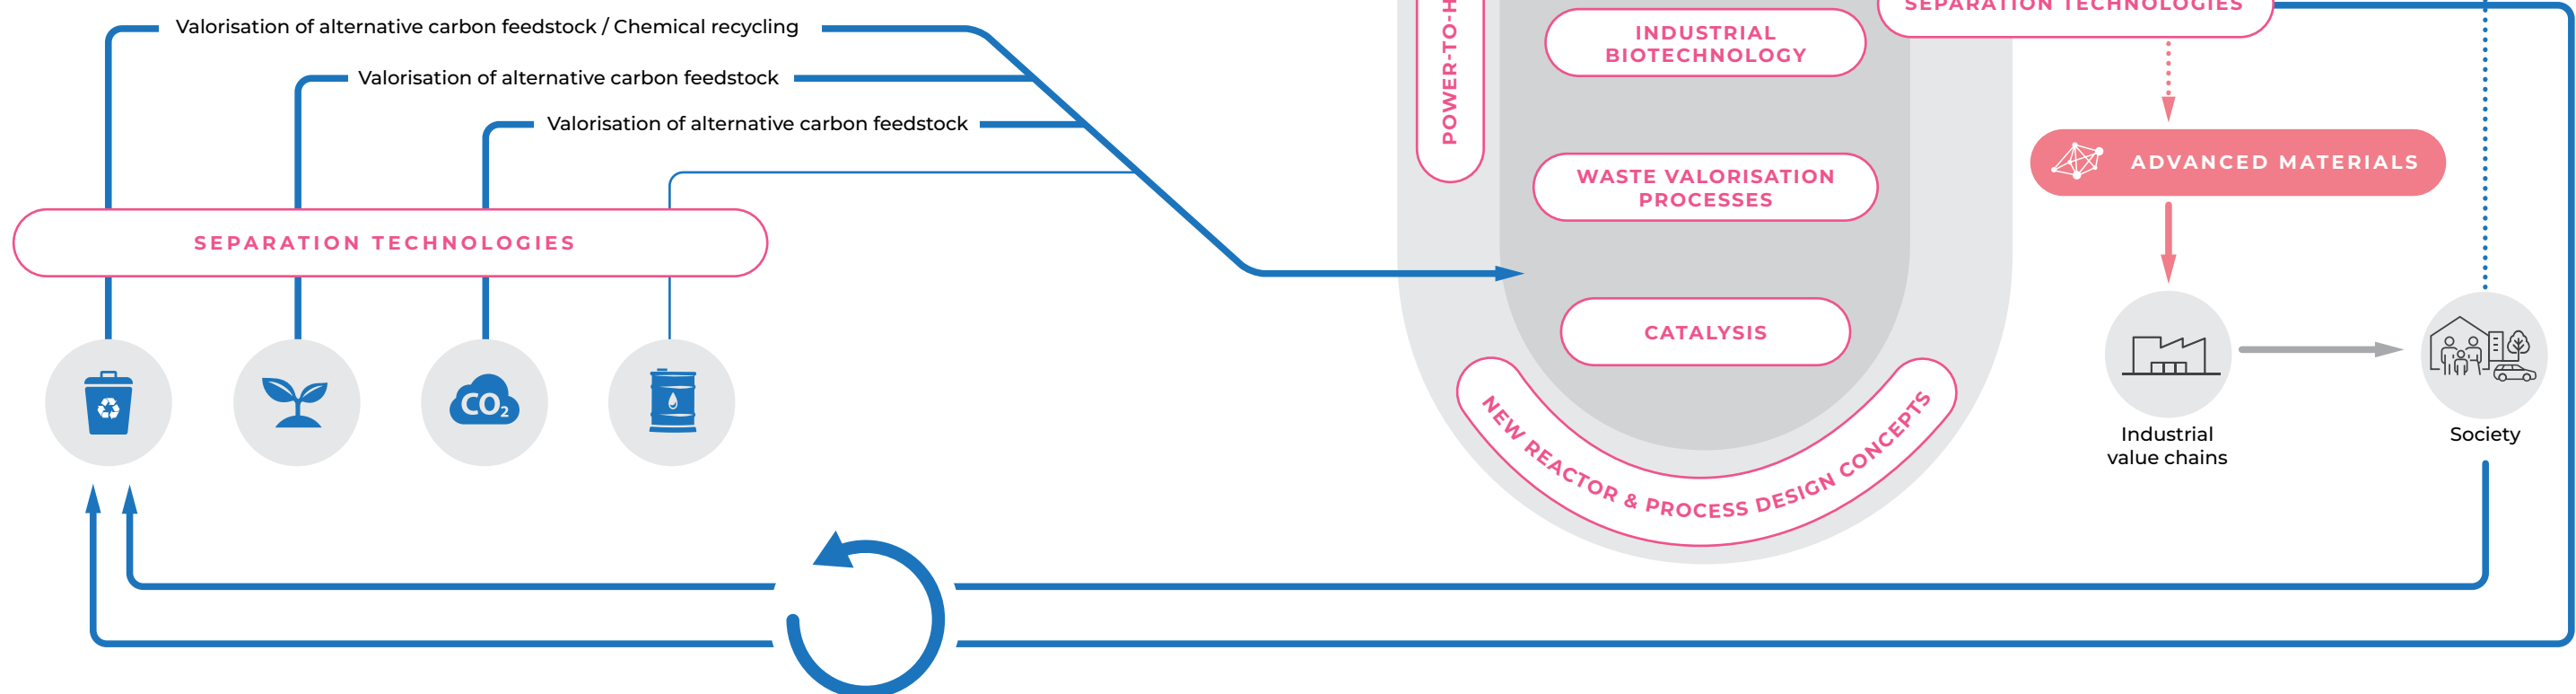 Valorisation of alternative carbon feedstock / Chemical recycling
Valorisation of alternative carbon feedstock
Valorisation of alternative carbon feedstock
SEPARATION TECHNOLOGIES
CO₂
POWER-TO-H
INDUSTRIAL
BIOTECHNOLOGY
WASTE VALORISATION
PROCESSES
CATALYSIS
NEW REACTOR & PROCESS DESIGN CONCEPTS
SEPARATION TECHNOLOGIES
ADVANCED MATERIALS
Industrial
value chains
Society